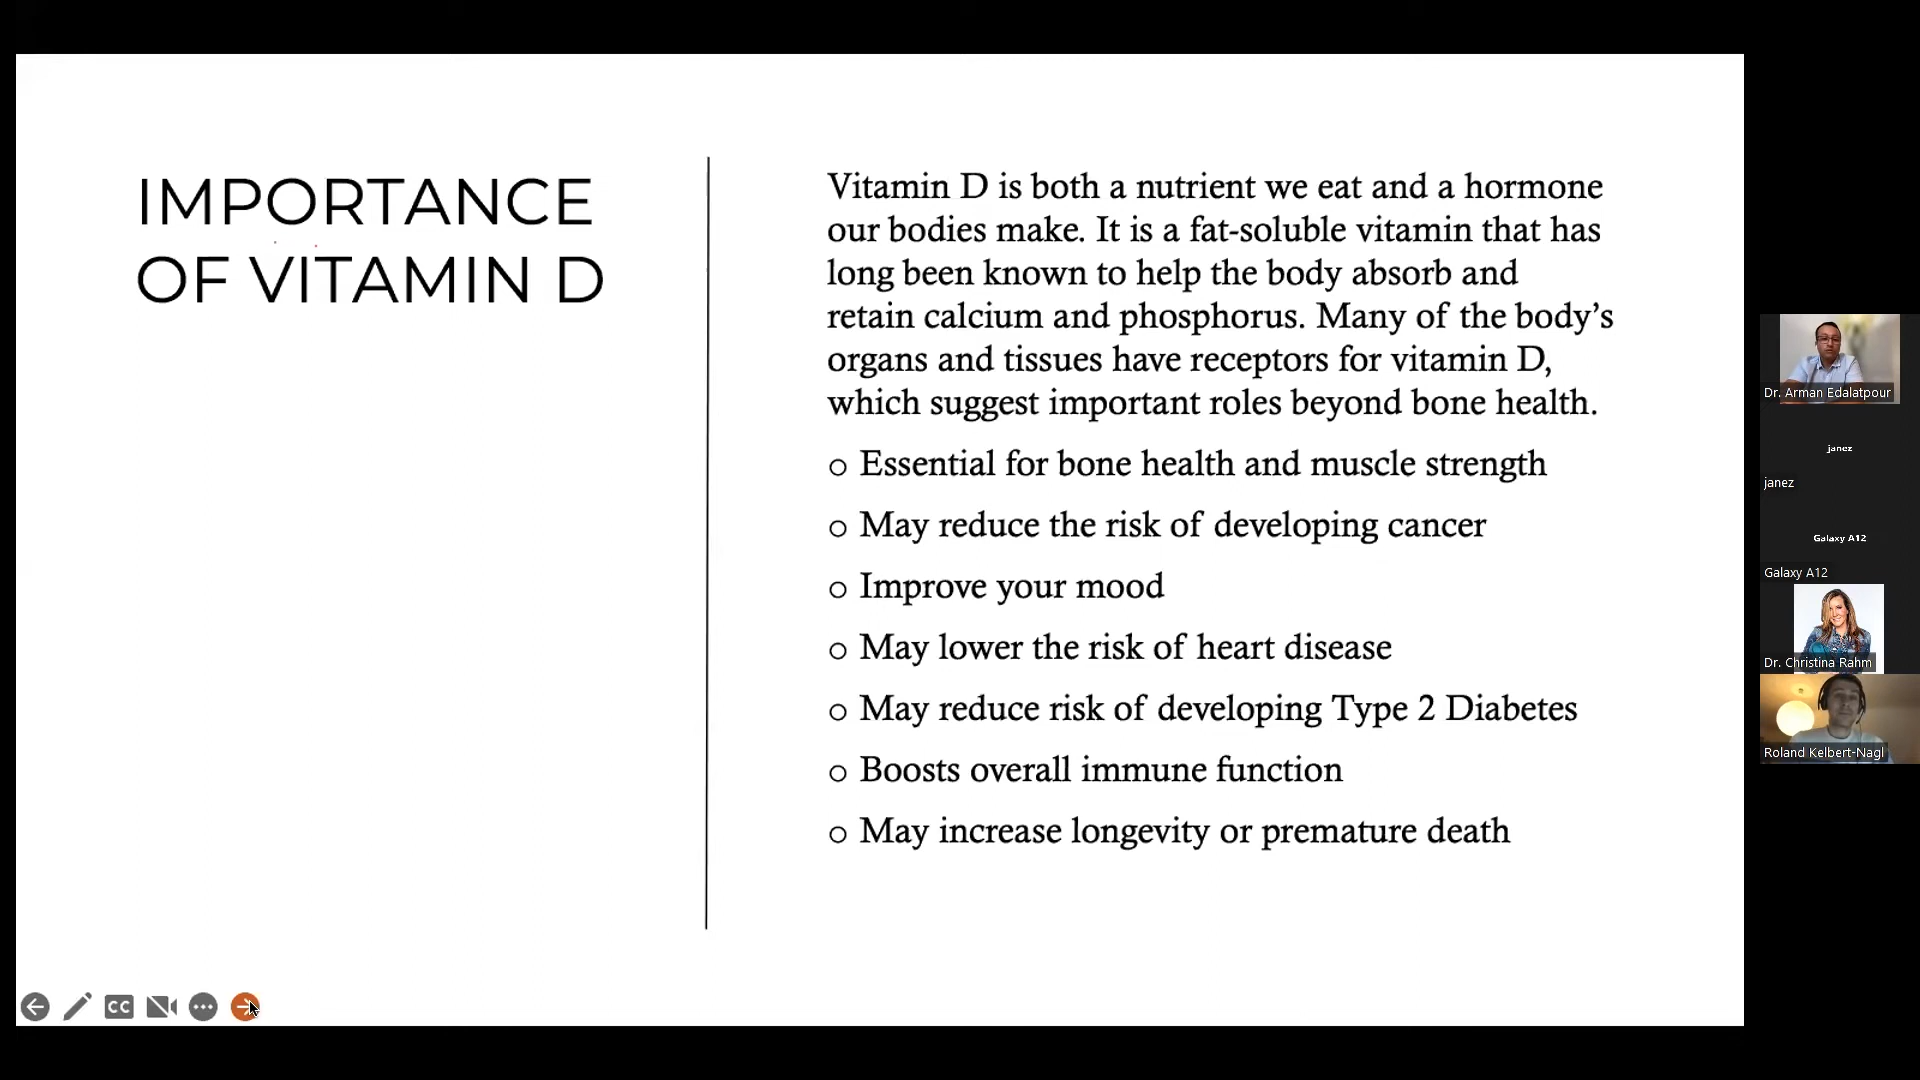 IMPORTANCE
OF VITAMIN D
Vitamin D is both a nutrient we eat and a hormone
our bodies make. It is a fat-soluble vitamin that has
long been known to help the body absorb and
retain calcium and phosphorus. Many of the body’s
organs and tissues have receptors for vitamin D,
which suggest important roles beyond bone health.
Essential for bone health and muscle strength
May reduce the risk of developing cancer
Improve your mood
May lower the risk of heart disease
May reduce risk of developing Type 2 Diabetes
Boosts overall immune function
May increase longevity or premature death
CC
Dr. Arman Edalatpour
janez
janez
Galaxy A12
Galaxy A12
Dr. Christina Rahm
Roland Kelbert-Nagl